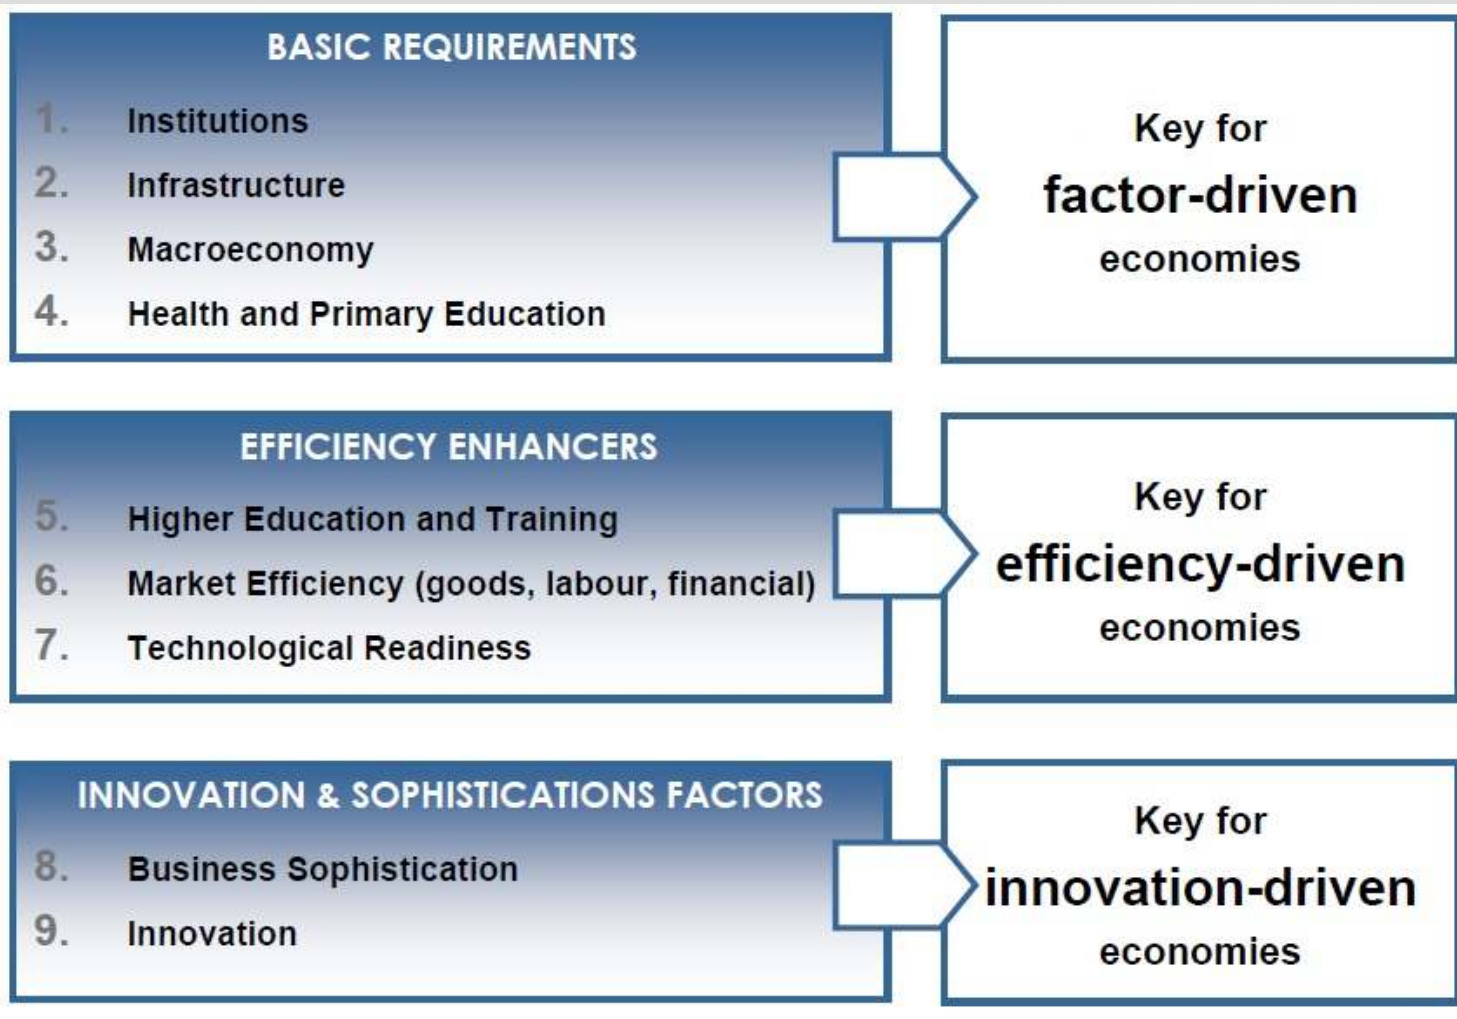 BASIC REQUIREMENTS
1. Institutions
2. Infrastructure
3. Macroeconomy
4. Health and Primary Education
Key for
factor-driven
economies
EFFICIENCY ENHANCERS
5. Higher Education and Training
6. Market Efficiency (goods, labour, financial)
7. Technological Readiness
Key for
efficiency-driven
economies
INNOVATION & SOPHISTICATIONS FACTORS
8. Business Sophistication
9. Innovation
Key for
innovation-driven
economies